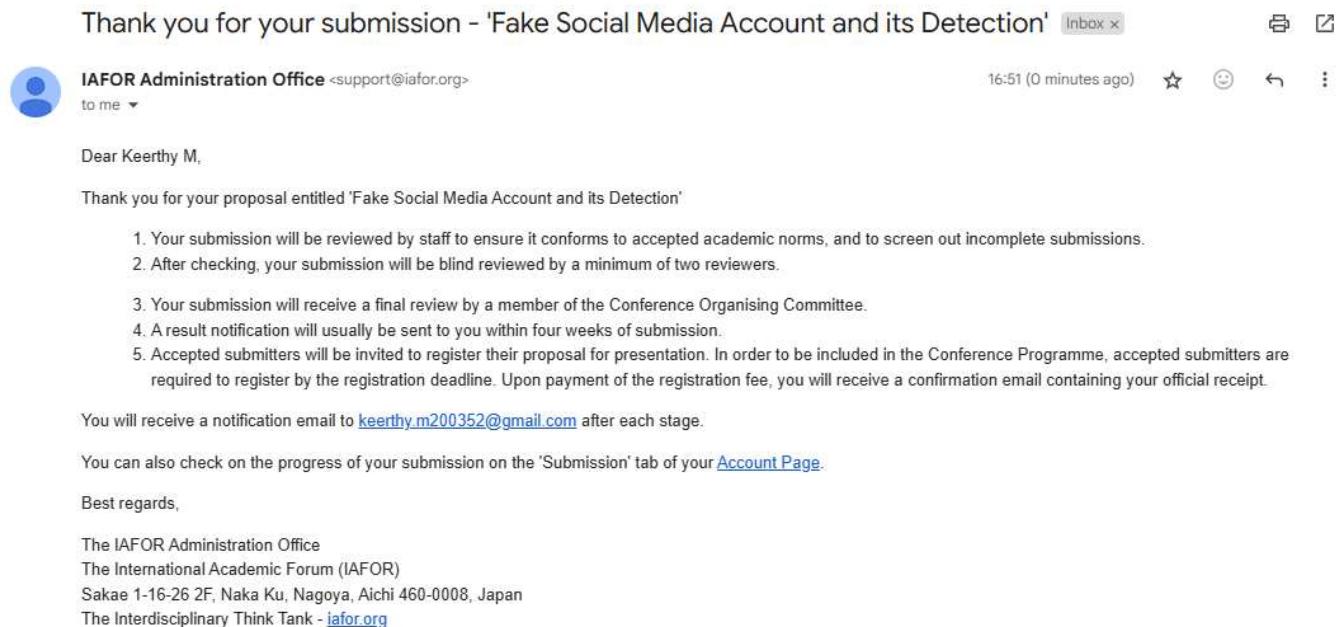 Thank you for your submission - 'Fake Social Media Account and its Detection' Inbox ×
IAFOR Administration Office <support@iafor.org> 16:51 (0 minutes ago)
to me
Dear Keerthy M,
Thank you for your proposal entitled 'Fake Social Media Account and its Detection'
1. Your submission will be reviewed by staff to ensure it conforms to accepted academic norms, and to screen out incomplete submissions.
2. After checking, your submission will be blind reviewed by a minimum of two reviewers.
3. Your submission will receive a final review by a member of the Conference Organising Committee.
4. A result notification will usually be sent to you within four weeks of submission.
5. Accepted submitters will be invited to register their proposal for presentation. In order to be included in the Conference Programme, accepted submitters are
required to register by the registration deadline. Upon payment of the registration fee, you will receive a confirmation email containing your official receipt.
You will receive a notification email to keerthy.m200352@gmail.com after each stage.
You can also check on the progress of your submission on the 'Submission' tab of your Account Page.
Best regards,
The IAFOR Administration Office
The International Academic Forum (IAFOR)
Sakae 1-16-26 2F, Naka Ku, Nagoya, Aichi 460-0008, Japan
The Interdisciplinary Think Tank - iafor.org